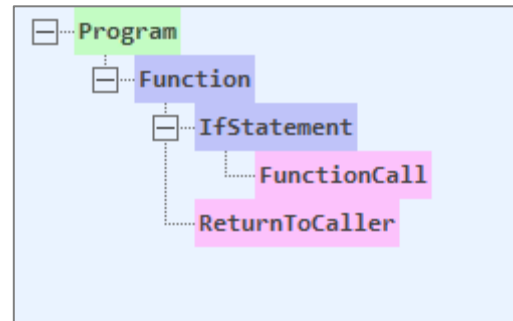 Program
Function
IfStatement
FunctionCall
ReturnToCaller